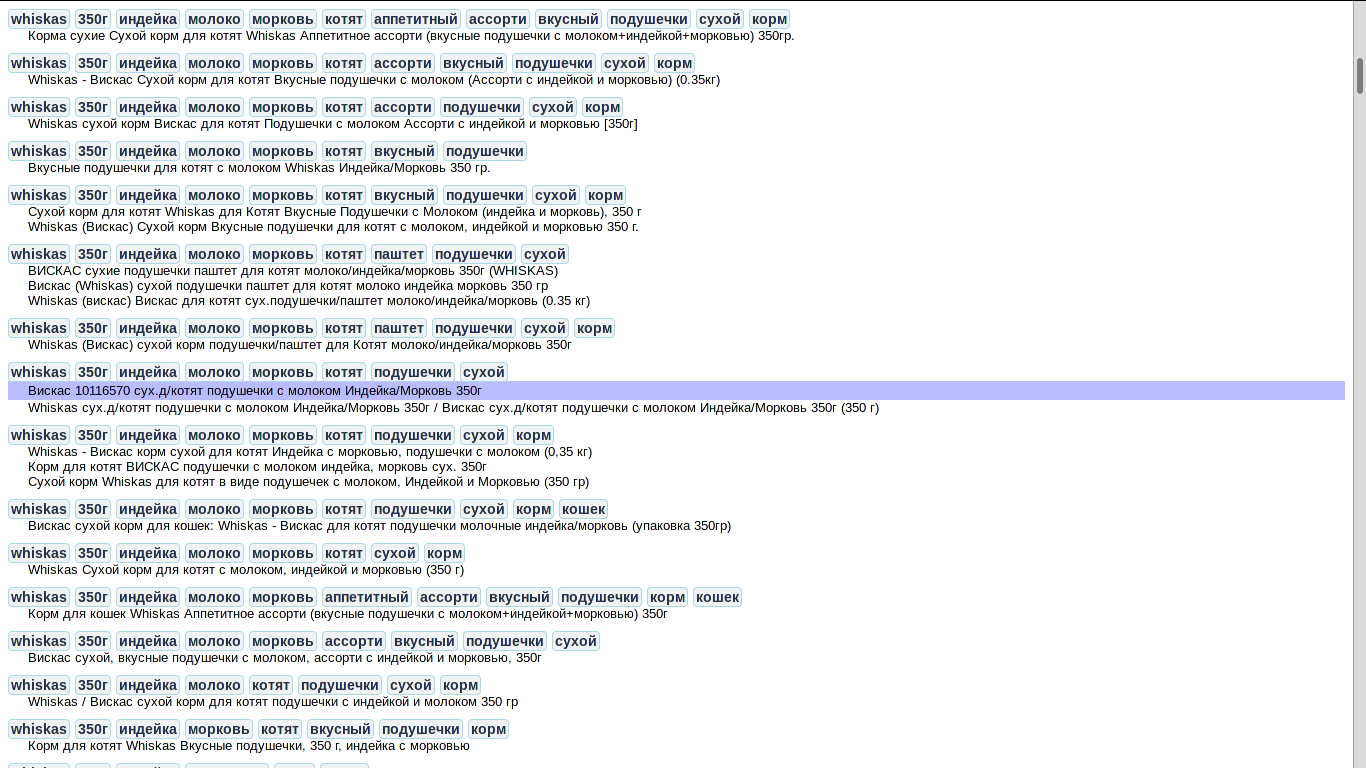 whiskas 350г индейка молоко морковь котят аппетитный ассорти вкусный подушечки сухой корм
Корма сухие Сухой корм для котят Whiskas Аппетитное ассорти (вкусные подушечки с молоком+индейкой+морковью) 350гр.
whiskas 350г индейка молоко морковь котят ассорти вкусный подушечки сухой корм
Whiskas - Вискас Сухой корм для котят Вкусные подушечки с молоком (Ассорти с индейкой и морковью) (0.35кг)
whiskas 350г индейка молоко морковь котят ассорти подушечки сухой корм
Whiskas сухой корм Вискас для котят Подушечки с молоком Ассорти с индейкой и морковью [350г]
whiskas 350г индейка молоко морковь котят вкусный подушечки
Вкусные подушечки для котят с молоком Whiskas Индейка/Морковь 350 гр.
whiskas 350г индейка молоко морковь котят вкусный подушечки сухой корм
Сухой корм для котят Whiskas для Котят Вкусные Подушечки с Молоком (индейка и морковь), 350 г
Whiskas (Вискас) Сухой корм Вкусные подушечки для котят с молоком, индейкой и морковью 350 г.
whiskas 350г индейка молоко морковь котят паштет подушечки сухой
ВИСКАС сухие подушечки паштет для котят молоко/индейка/морковь 350г (WHISKAS)
Вискас (Whiskas) сухой подушечки паштет для котят молоко индейка морковь 350 гр
Whiskas (вискас) Вискас для котят сух.подушечки/паштет молоко/индейка/морковь (0.35 кг)
whiskas 350г индейка молоко морковь котят паштет подушечки сухой корм
Whiskas (Вискас) сухой корм подушечки/паштет для Котят молоко/индейка/морковь 350г
whiskas 350г индейка молоко морковь котят подушечки сухой
Вискас 10116570 сух.д/котят подушечки с молоком Индейка/Морковь 350г
Whiskas сух.д/котят подушечки с молоком Индейка/Морковь 350г / Вискас сух.д/котят подушечки с молоком Индейка/Морковь 350г (350 г)
whiskas 350г индейка молоко морковь котят подушечки сухой корм
Whiskas - Вискас корм сухой для котят Индейка с морковью, подушечки с молоком (0,35 кг)
Корм для котят ВИСКАС подушечки с молоком индейка, морковь сух. 350г
Сухой корм Whiskas для котят в виде подушечек с молоком, Индейкой и Морковью (350 гр)
whiskas 350г индейка молоко морковь котят подушечки сухой корм кошек
Вискас сухой корм для кошек: Whiskas - Вискас для котят подушечки молочные индейка/морковь (упаковка 350гр)
whiskas 350г индейка молоко морковь котят сухой корм
Whiskas Сухой корм для котят с молоком, индейкой и морковью (350 г)
whiskas 350г индейка молоко морковь аппетитный ассорти вкусный подушечки корм кошек
Корм для кошек Whiskas Аппетитное ассорти (вкусные подушечки с молоком+индейкой+морковью) 350г
whiskas 350г индейка молоко морковь ассорти вкусный подушечки сухой
Вискас сухой, вкусные подушечки с молоком, ассорти с индейкой и морковью, 350г
whiskas 350г индейка молоко котят подушечки сухой корм
Whiskas / Вискас сухой корм для котят подушечки с индейкой и молоком 350 гр
whiskas 350г индейка морковь котят вкусный подушечки корм
Корм для котят Whiskas Вкусные подушечки, 350 г, индейка с морковью